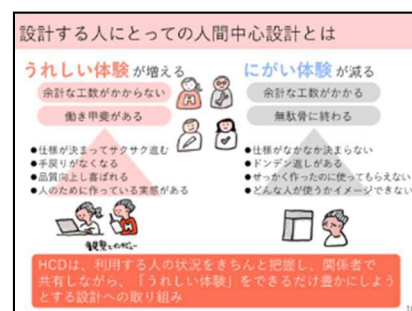 設計する人にとっての人間中心設計とは
うれしい体験 が増える
余計な工数がかからない
働き甲斐がある
●仕様が決まってサクサク進む
●手戻りがなくなる
●品質向上し喜ばれる
●人のために作っている実感がある
観察とインタビュー
にがい体験 が減る
余計な工数がかかる
無駄骨に終わる
●仕様がなかなか決まらない
●ドンデン返しがある
●せっかく作ったのに使ってもらえない
●どんな人が使うかイメージできない
HCDは、利用する人の状況をきちんと把握し、関係者で
共有しながら、「うれしい体験」をできるだけ豊かにしよう
とする設計への取り組み